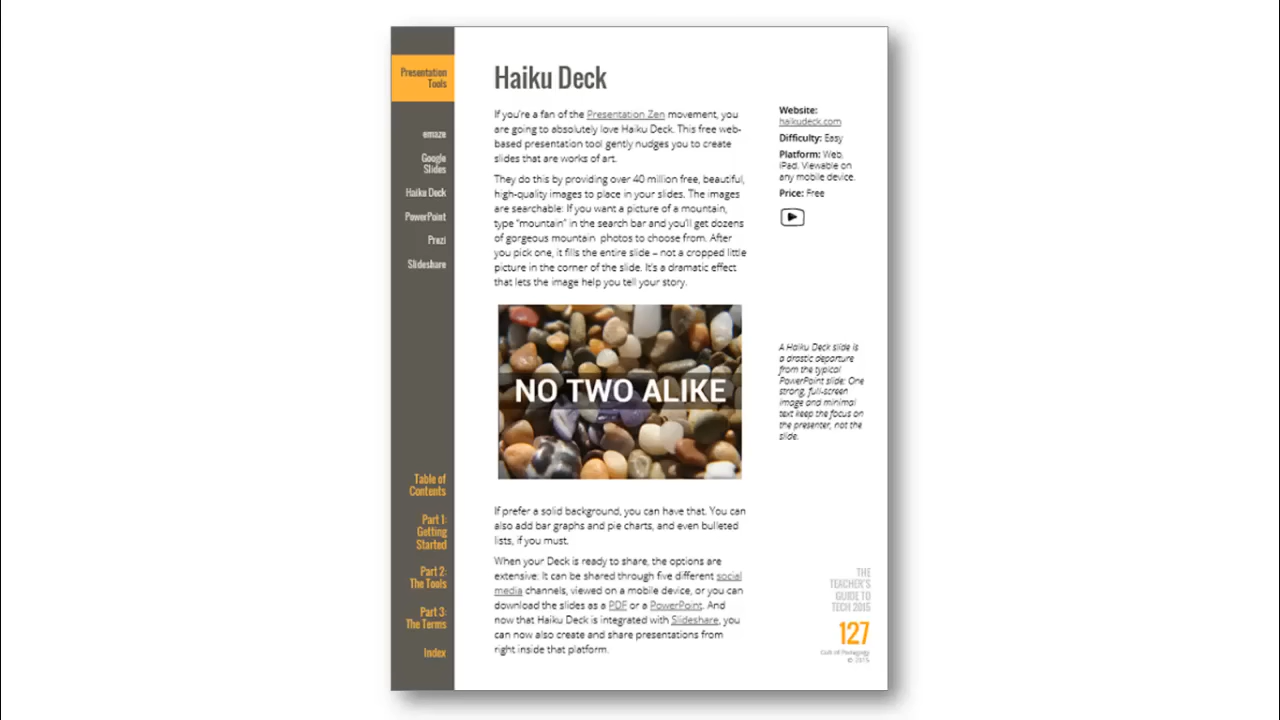 Presentation
Tools
emaze
Google
Slides
Haiku Deck
PowerPoint
Prezi
Slideshare
Table of
Contents
Part 1:
Getting
Started
Part 2:
The Tools
Part 3:
The Terms
Index
Haiku Deck
If you're a fan of the Presentation Zen movement, you
are going to absolutely love Haiku Deck. This free web-
based presentation tool gently nudges you to create
slides that are works of art.
They do this by providing over 40 million free, beautiful,
high-quality images to place in your slides. The images
are searchable: If you want a picture of a mountain,
type "mountain" in the search bar and you'll get dozens
of gorgeous mountain photos to choose from. After
you pick one, it fills the entire slide – not a cropped little
picture in the corner of the slide. It's a dramatic effect
that lets the image help you tell your story.
NO TWO ALIKE
If prefer a solid background, you can have that. You can
also add bar graphs and pie charts, and even bulleted
lists, if you must.
When your Deck is ready to share, the options are
extensive: It can be shared through five different social
media channels, viewed on a mobile device, or you can
download the slides as a PDF or a PowerPoint. And
now that Haiku Deck is integrated with Slideshare, you
can now also create and share presentations from
right inside that platform.
Website:
haikudeck.com
Difficulty: Easy
Platform: Web,
iPad. Viewable on
any mobile device.
Price: Free
A Haiku Deck slide is
a drastic departure
from the typical
PowerPoint slide: One
strong, full-screen
image and minimal
text keep the focus on
the presenter, not the
slide.
THE
TEACHER'S
GUIDE TO
TECH 2015
127
Cult of Pedagogy
© 2015